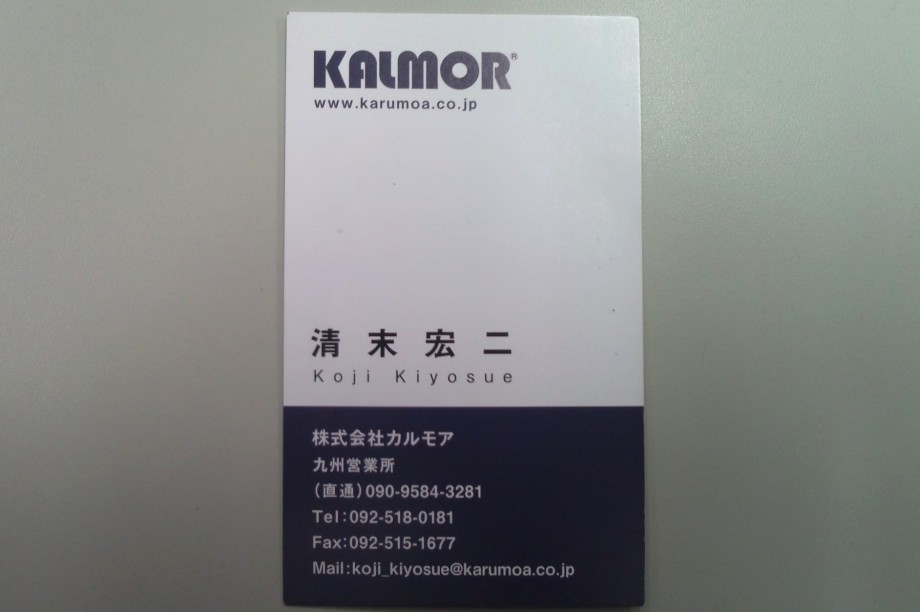 KALMOR®
www.karumoa.co.jp
清末宏二
Koji Kiyosue
株式会社カルモア
九州営業所
(直通)090-9584-3281
Tel:092-518-0181
Fax:092-515-1677
Mail:koji_kiyosue@karumoa.co.jp